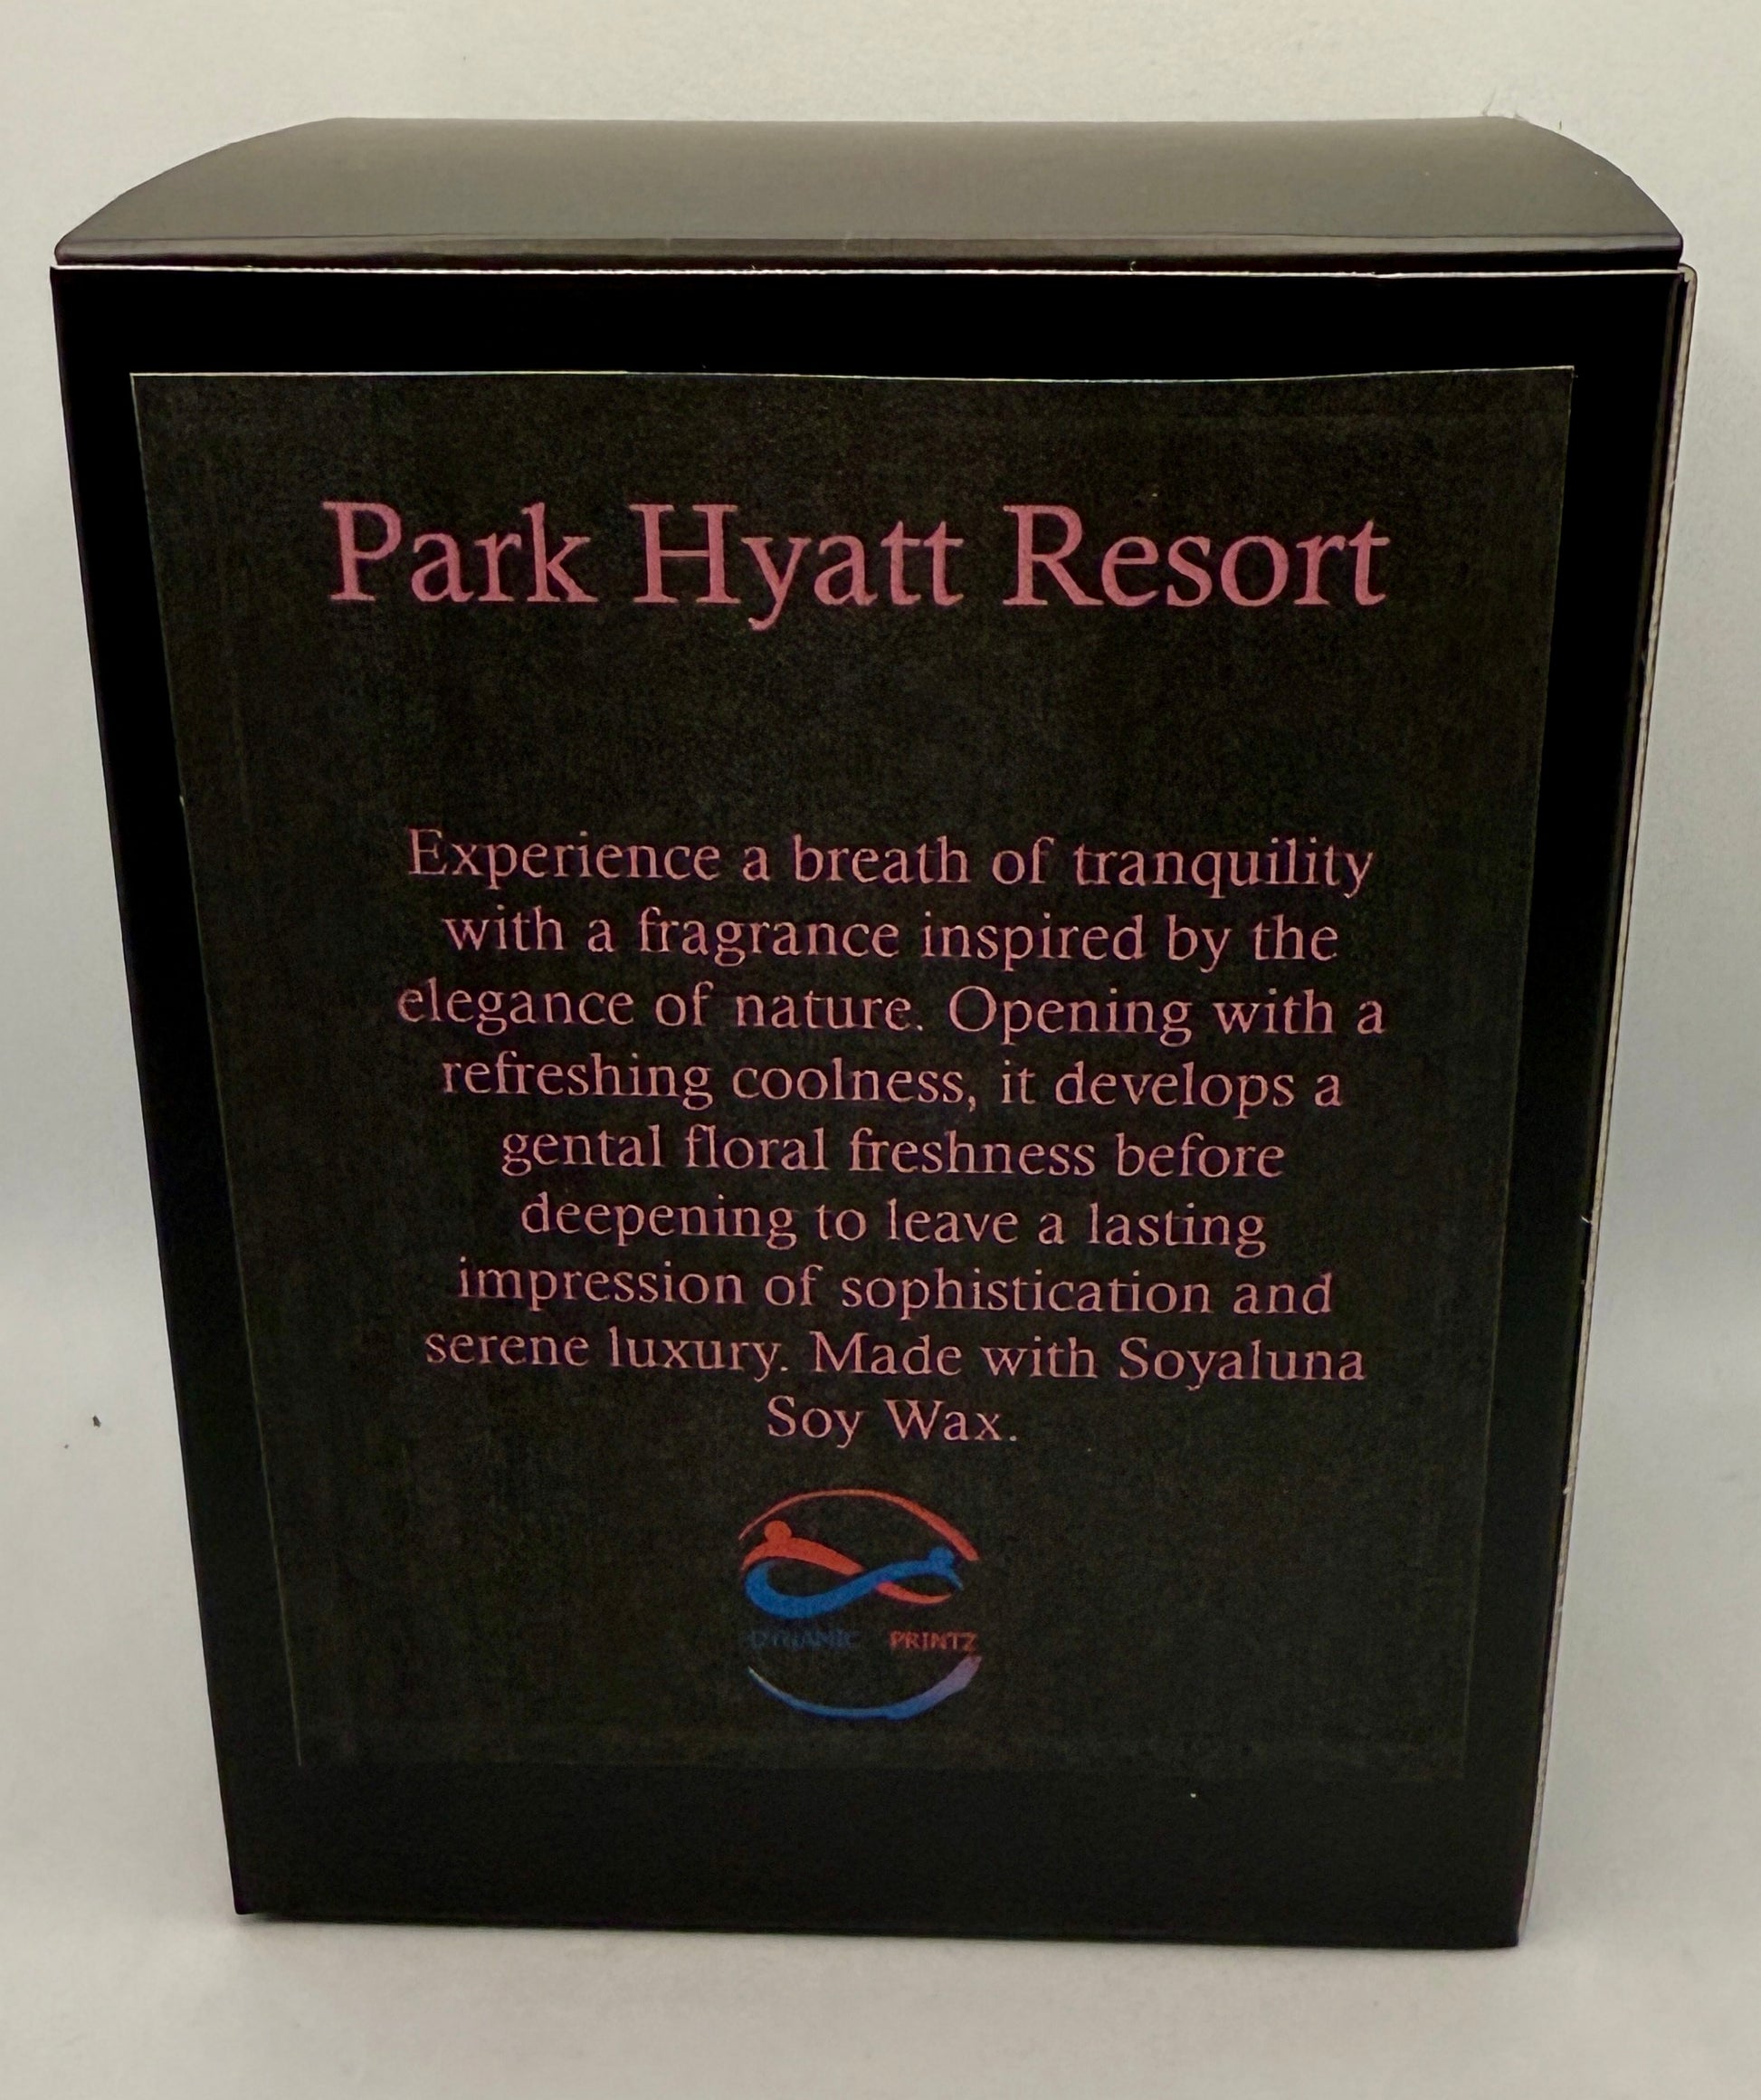 Park Hyatt Resort
Experience a breath of tranquility
with a fragrance inspired by the
elegance of nature. Opening with a
refreshing coolness, it develops a
gental floral freshness before
deepening to leave a lasting
impression of sophistication and
serene luxury. Made with Soyaluna
Soy Wax.
DYNAMIC PRINTZ